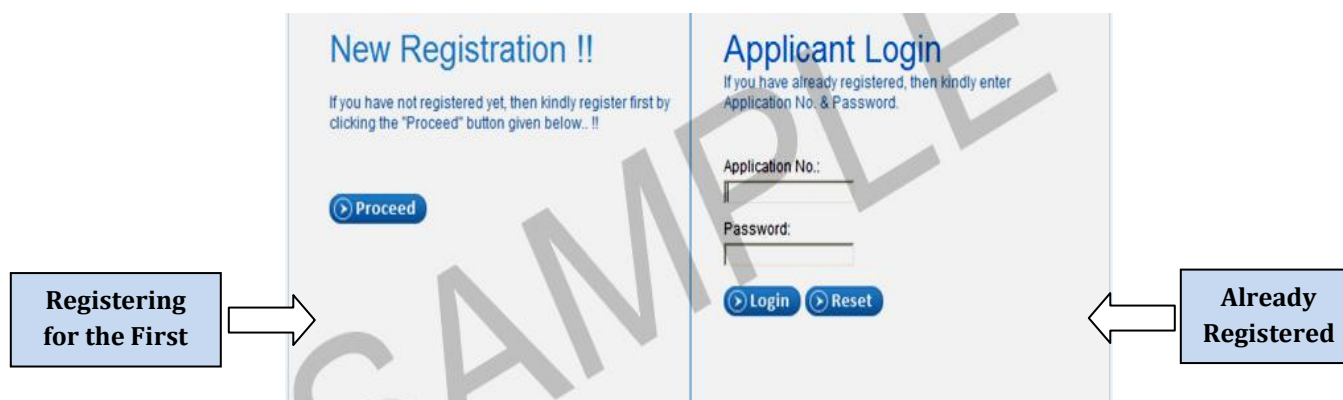 New Registration !!
If you have not registered yet, then kindly register first by
clicking the "Proceed" button given below.. !!
Proceed
Applicant Login
If you have already registered, then kindly enter
Application No. & Password.
Application No.:
Password:
Login Reset
Registering
for the First
Already
Registered
SAMPLE